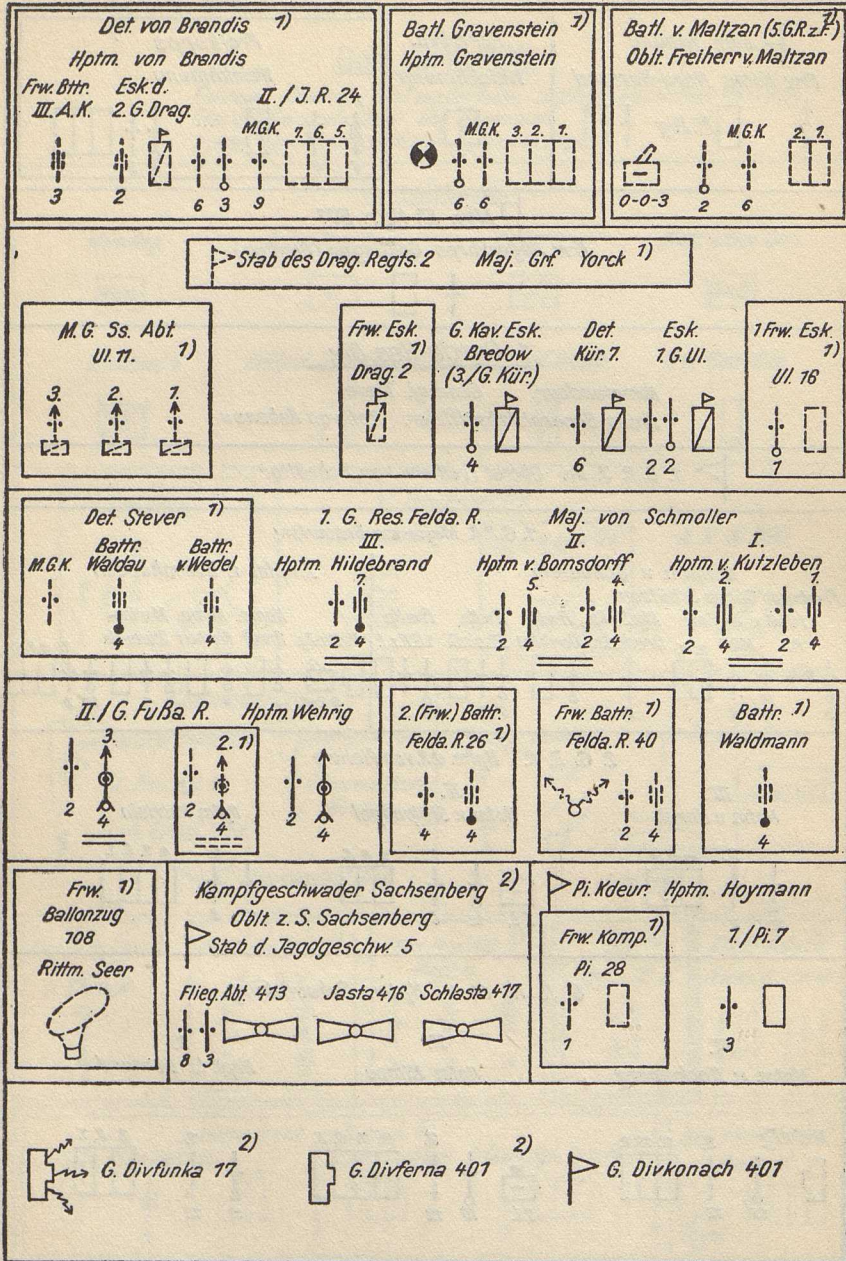 Det. von Brandis 1)
Hptm. von Brandis
Frw. Bttr. Esk. d. II./J.R. 24
III. A.K. 2. G. Drag.
M.G.K. 7. 6. 5.
3 2 6 3 9
Batl. Gravenstein 1)
Hptm. Gravenstein
M.G.K. 3. 2. 1.
6 6
Batl. v. Maltzan (5.G.R.z.F.) 1)
Oblt. Freiherr v. Maltzan
M.G.K. 2. 1.
0-0-3 2 6
Stab des Drag. Regts. 2 Maj. Grf. Yorck 1)
M.G. Ss. Abt.
Ul. 11. 1)
3. 2. 1.
Frw. Esk.
1)
Drag. 2
G. Kav. Esk.
Bredow
(3./G. Kür.)
4
Det.
Kür. 7.
6
Esk.
1. G. Ul.
2 2
1 Frw. Esk.
1)
Ul. 16
1
Det. Stever 1)
M.G.K. Battr. Waldau Battr. v. Wedel
4 4
1. G. Res. Felda. R. Maj. von Schmoller
III. II. I.
Hptm. Hildebrand Hptm. v. Bomsdorff Hptm. v. Kutzleben
7. 5. 4. 2. 1.
2 4 2 4 2 4 2 4 2 4
II./G. Fußa. R. Hptm. Wehrig
3. 2. 1)
2 4 2 4 2 4
2. (Frw.) Battr.
Felda. R. 26 1)
4 4
Frw. Battr. 1)
Felda. R. 40
2 4
Battr. 1)
Waldmann
4
Frw. 1)
Ballonzug
108
Rittm. Seer
Kampfgeschwader Sachsenberg 2)
Oblt. z. S. Sachsenberg
Stab d. Jagdgeschw. 5
Flieg. Abt. 413 Jasta 416 Schlasta 417
8 3
Pi. Kdeur. Hptm. Hoymann
Frw. Komp. 1) 1./Pi. 7
Pi. 28
1 3
G. Divfunka 17 2)
G. Divferna 401 2)
G. Divkonach 401